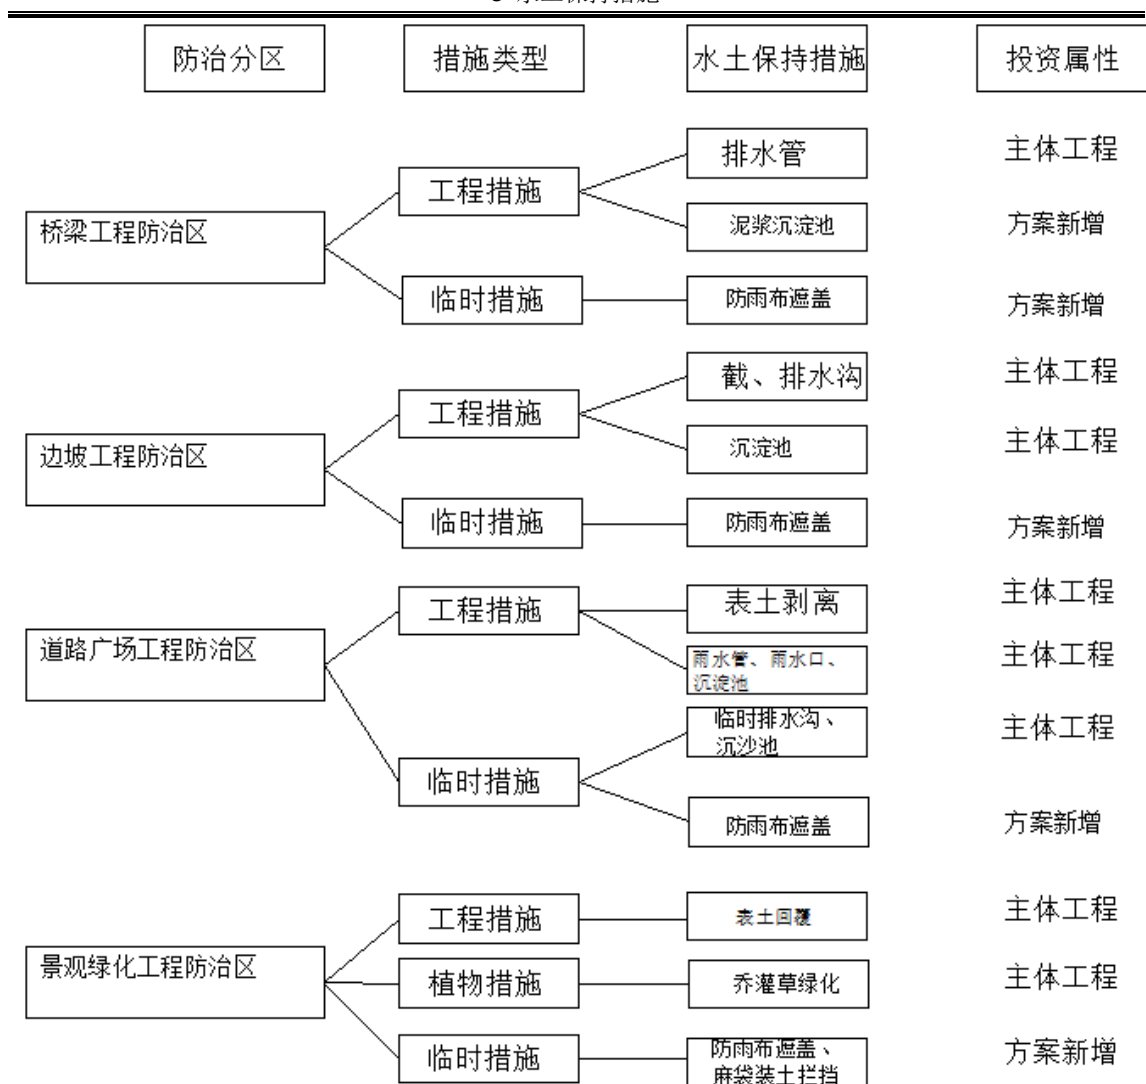 防治分区 措施类型 水土保持措施 投资属性
排水管 主体工程
工程措施
桥梁工程防治区 泥浆沉淀池 方案新增
临时措施 防雨布遮盖 方案新增
截、排水沟 主体工程
工程措施
边坡工程防治区 沉淀池 主体工程
临时措施 防雨布遮盖 方案新增
工程措施 表土剥离 主体工程
道路广场工程防治区 雨水管、雨水口、 主体工程
沉淀池
临时排水沟、 主体工程
沉沙池
临时措施
防雨布遮盖 方案新增
工程措施 表土回覆 主体工程
景观绿化工程防治区 植物措施 乔灌草绿化 主体工程
临时措施 防雨布遮盖、 方案新增
麻袋装土拦挡